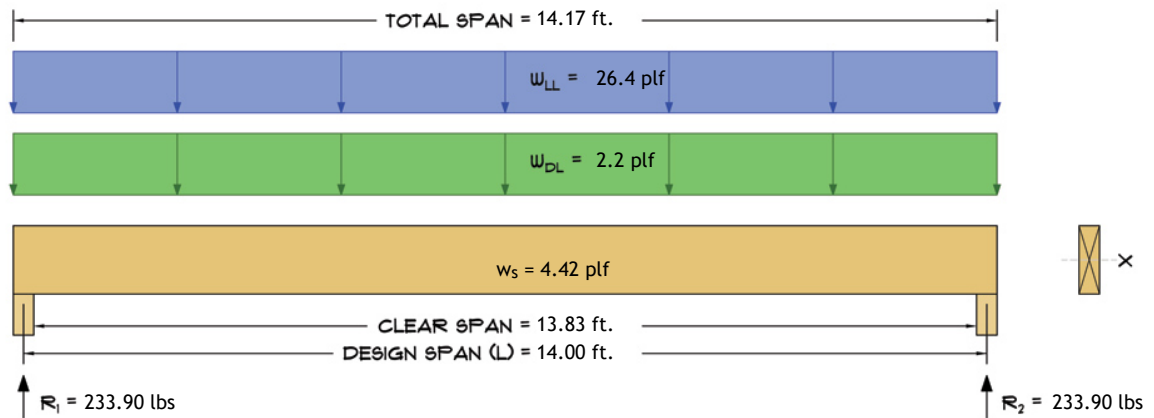 TOTAL SPAN = 14.17 ft.
wLL = 26.4 plf
wDL = 2.2 plf
ws = 4.42 plf
X
CLEAR SPAN = 13.83 ft.
DESIGN SPAN (L) = 14.00 ft.
R1 = 233.90 lbs
R2 = 233.90 lbs